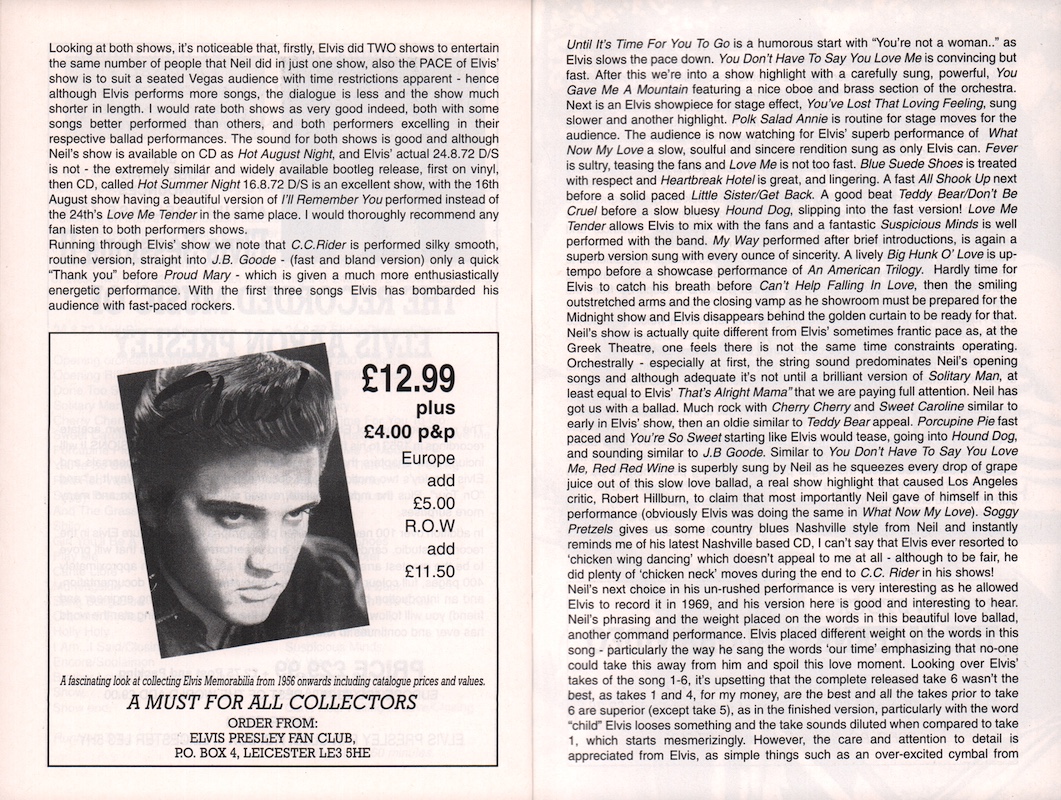 Looking at both shows, it's noticeable that, firstly, Elvis did TWO shows to entertain
the same number of people that Neil did in just one show, also the PACE of Elvis'
show is to suit a seated Vegas audience with time restrictions apparent - hence
although Elvis performs more songs, the dialogue is less and the show much
shorter in length. I would rate both shows as very good indeed, both with some
songs better performed than others, and both performers excelling in their
respective ballad performances. The sound for both shows is good and although
Neil's show is available on CD as Hot August Night, and Elvis' actual 24.8.72 D/S
is not - the extremely similar and widely available bootleg release, first on vinyl,
then CD, called Hot Summer Night 16.8.72 D/S is an excellent show, with the 16th
August show having a beautiful version of I'll Remember You performed instead of
the 24th's Love Me Tender in the same place. I would thoroughly recommend any
fan listen to both performers shows.
Running through Elvis' show we note that C.C.Rider is performed silky smooth,
routine version, straight into J.B. Goode - (fast and bland version) only a quick
"Thank you" before Proud Mary - which is given a much more enthusiastically
energetic performance. With the first three songs Elvis has bombarded his
audience with fast-paced rockers.
Elvis
£12.99
plus
£4.00 p&p
Europe
add
£5.00
R.O.W
add
£11.50
A fascinating look at collecting Elvis Memorabilia from 1956 onwards including catalogue prices and values.
A MUST FOR ALL COLLECTORS
ORDER FROM:
ELVIS PRESLEY FAN CLUB,
P.O. BOX 4, LEICESTER LE3 5HE
Until It's Time For You To Go is a humorous start with "You're not a woman.." as
Elvis slows the pace down. You Don't Have To Say You Love Me is convincing but
fast. After this we're into a show highlight with a carefully sung, powerful, You
Gave Me A Mountain featuring a nice oboe and brass section of the orchestra.
Next is an Elvis showpiece for stage effect, You've Lost That Loving Feeling, sung
slower and another highlight. Polk Salad Annie is routine for stage moves for the
audience. The audience is now watching for Elvis' superb performance of What
Now My Love a slow, soulful and sincere rendition sung as only Elvis can. Fever
is sultry, teasing the fans and Love Me is not too fast. Blue Suede Shoes is treated
with respect and Heartbreak Hotel is great, and lingering. A fast All Shook Up next
before a solid paced Little Sister/Get Back. A good beat Teddy Bear/Don't Be
Cruel before a slow bluesy Hound Dog, slipping into the fast version! Love Me
Tender allows Elvis to mix with the fans and a fantastic Suspicious Minds is well
performed with the band. My Way performed after brief introductions, is again a
superb version sung with every ounce of sincerity. A lively Big Hunk O' Love is up-
tempo before a showcase performance of An American Trilogy. Hardly time for
Elvis to catch his breath before Can't Help Falling In Love, then the smiling
outstretched arms and the closing vamp as he showroom must be prepared for the
Midnight show and Elvis disappears behind the golden curtain to be ready for that.
Neil's show is actually quite different from Elvis' sometimes frantic pace as, at the
Greek Theatre, one feels there is not the same time constraints operating.
Orchestrally - especially at first, the string sound predominates Neil's opening
songs and although adequate it's not until a brilliant version of Solitary Man, at
least equal to Elvis' That's Alright Mama" that we are paying full attention. Neil has
got us with a ballad. Much rock with Cherry Cherry and Sweet Caroline similar to
early in Elvis' show, then an oldie similar to Teddy Bear appeal. Porcupine Pie fast
paced and You're So Sweet starting like Elvis would tease, going into Hound Dog,
and sounding similar to J.B Goode. Similar to You Don't Have To Say You Love
Me, Red Red Wine is superbly sung by Neil as he squeezes every drop of grape
juice out of this slow love ballad, a real show highlight that caused Los Angeles
critic, Robert Hillburn, to claim that most importantly Neil gave of himself in this
performance (obviously Elvis was doing the same in What Now My Love). Soggy
Pretzels gives us some country blues Nashville style from Neil and instantly
reminds me of his latest Nashville based CD, I can't say that Elvis ever resorted to
'chicken wing dancing' which doesn't appeal to me at all - although to be fair, he
did plenty of 'chicken neck' moves during the end to C.C. Rider in his shows!
Neil's next choice in his un-rushed performance is very interesting as he allowed
Elvis to record it in 1969, and his version here is good and interesting to hear.
Neil's phrasing and the weight placed on the words in this beautiful love ballad,
another command performance. Elvis placed different weight on the words in this
song - particularly the way he sang the words 'our time' emphasizing that no-one
could take this away from him and spoil this love moment. Looking over Elvis'
takes of the song 1-6, it's upsetting that the complete released take 6 wasn't the
best, as takes 1 and 4, for my money, are the best and all the takes prior to take
6 are superior (except take 5), as in the finished version, particularly with the word
"child" Elvis looses something and the take sounds diluted when compared to take
1, which starts mesmerizingly. However, the care and attention to detail is
appreciated from Elvis, as simple things such as an over-excited cymbal from